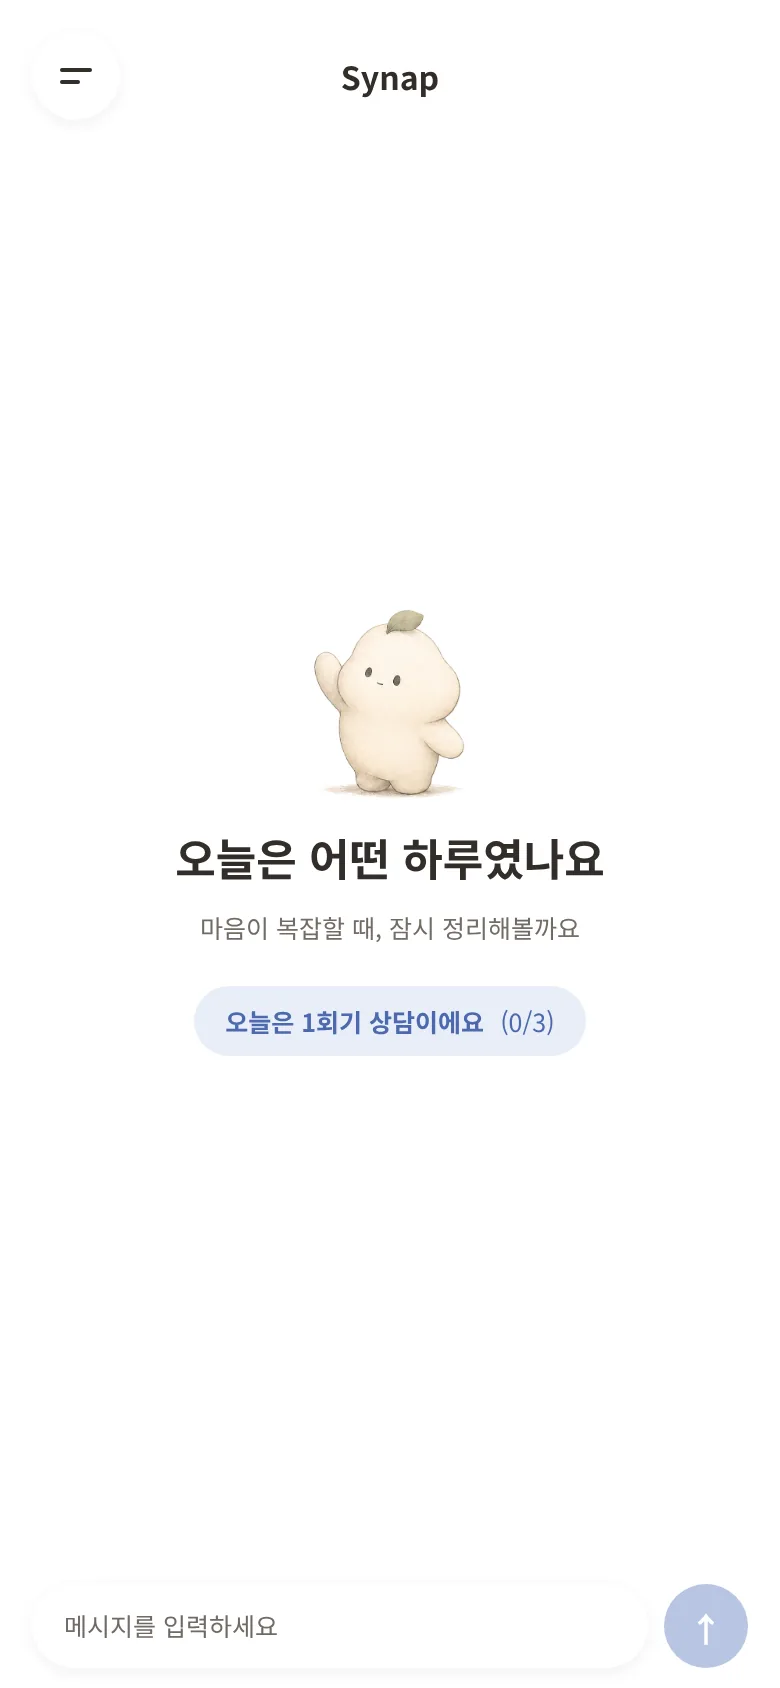 Synap
오늘은 어떤 하루였나요
마음이 복잡할 때, 잠시 정리해볼까요
오늘은 1회기 상담이에요 (0/3)
메시지를 입력하세요